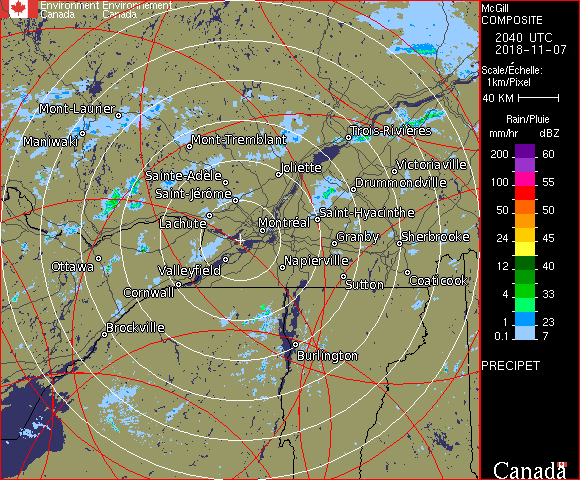 Environment Environnement
Canada Canada
McGill
COMPOSITE
2040 UTC
2018-11-07
Scale/Échelle:
1km/Pixel
40 KM
Rain/Pluie
mm/hr dBZ
200 60
100 55
50 50
24 45
12 40
4 33
1 23
0.1 7
PRECIPET
Mont-Laurier
Maniwaki
Mont-Tremblant
Trois-Rivières
Joliette
Victoriaville
Sainte-Adèle
Drummondville
Saint-Jérôme
Saint-Hyacinthe
Lachute
Montréal
Granby
Sherbrooke
Ottawa
Valleyfield
Napierville
Cornwall
Sutton
Coaticook
Brockville
Burlington
Canada